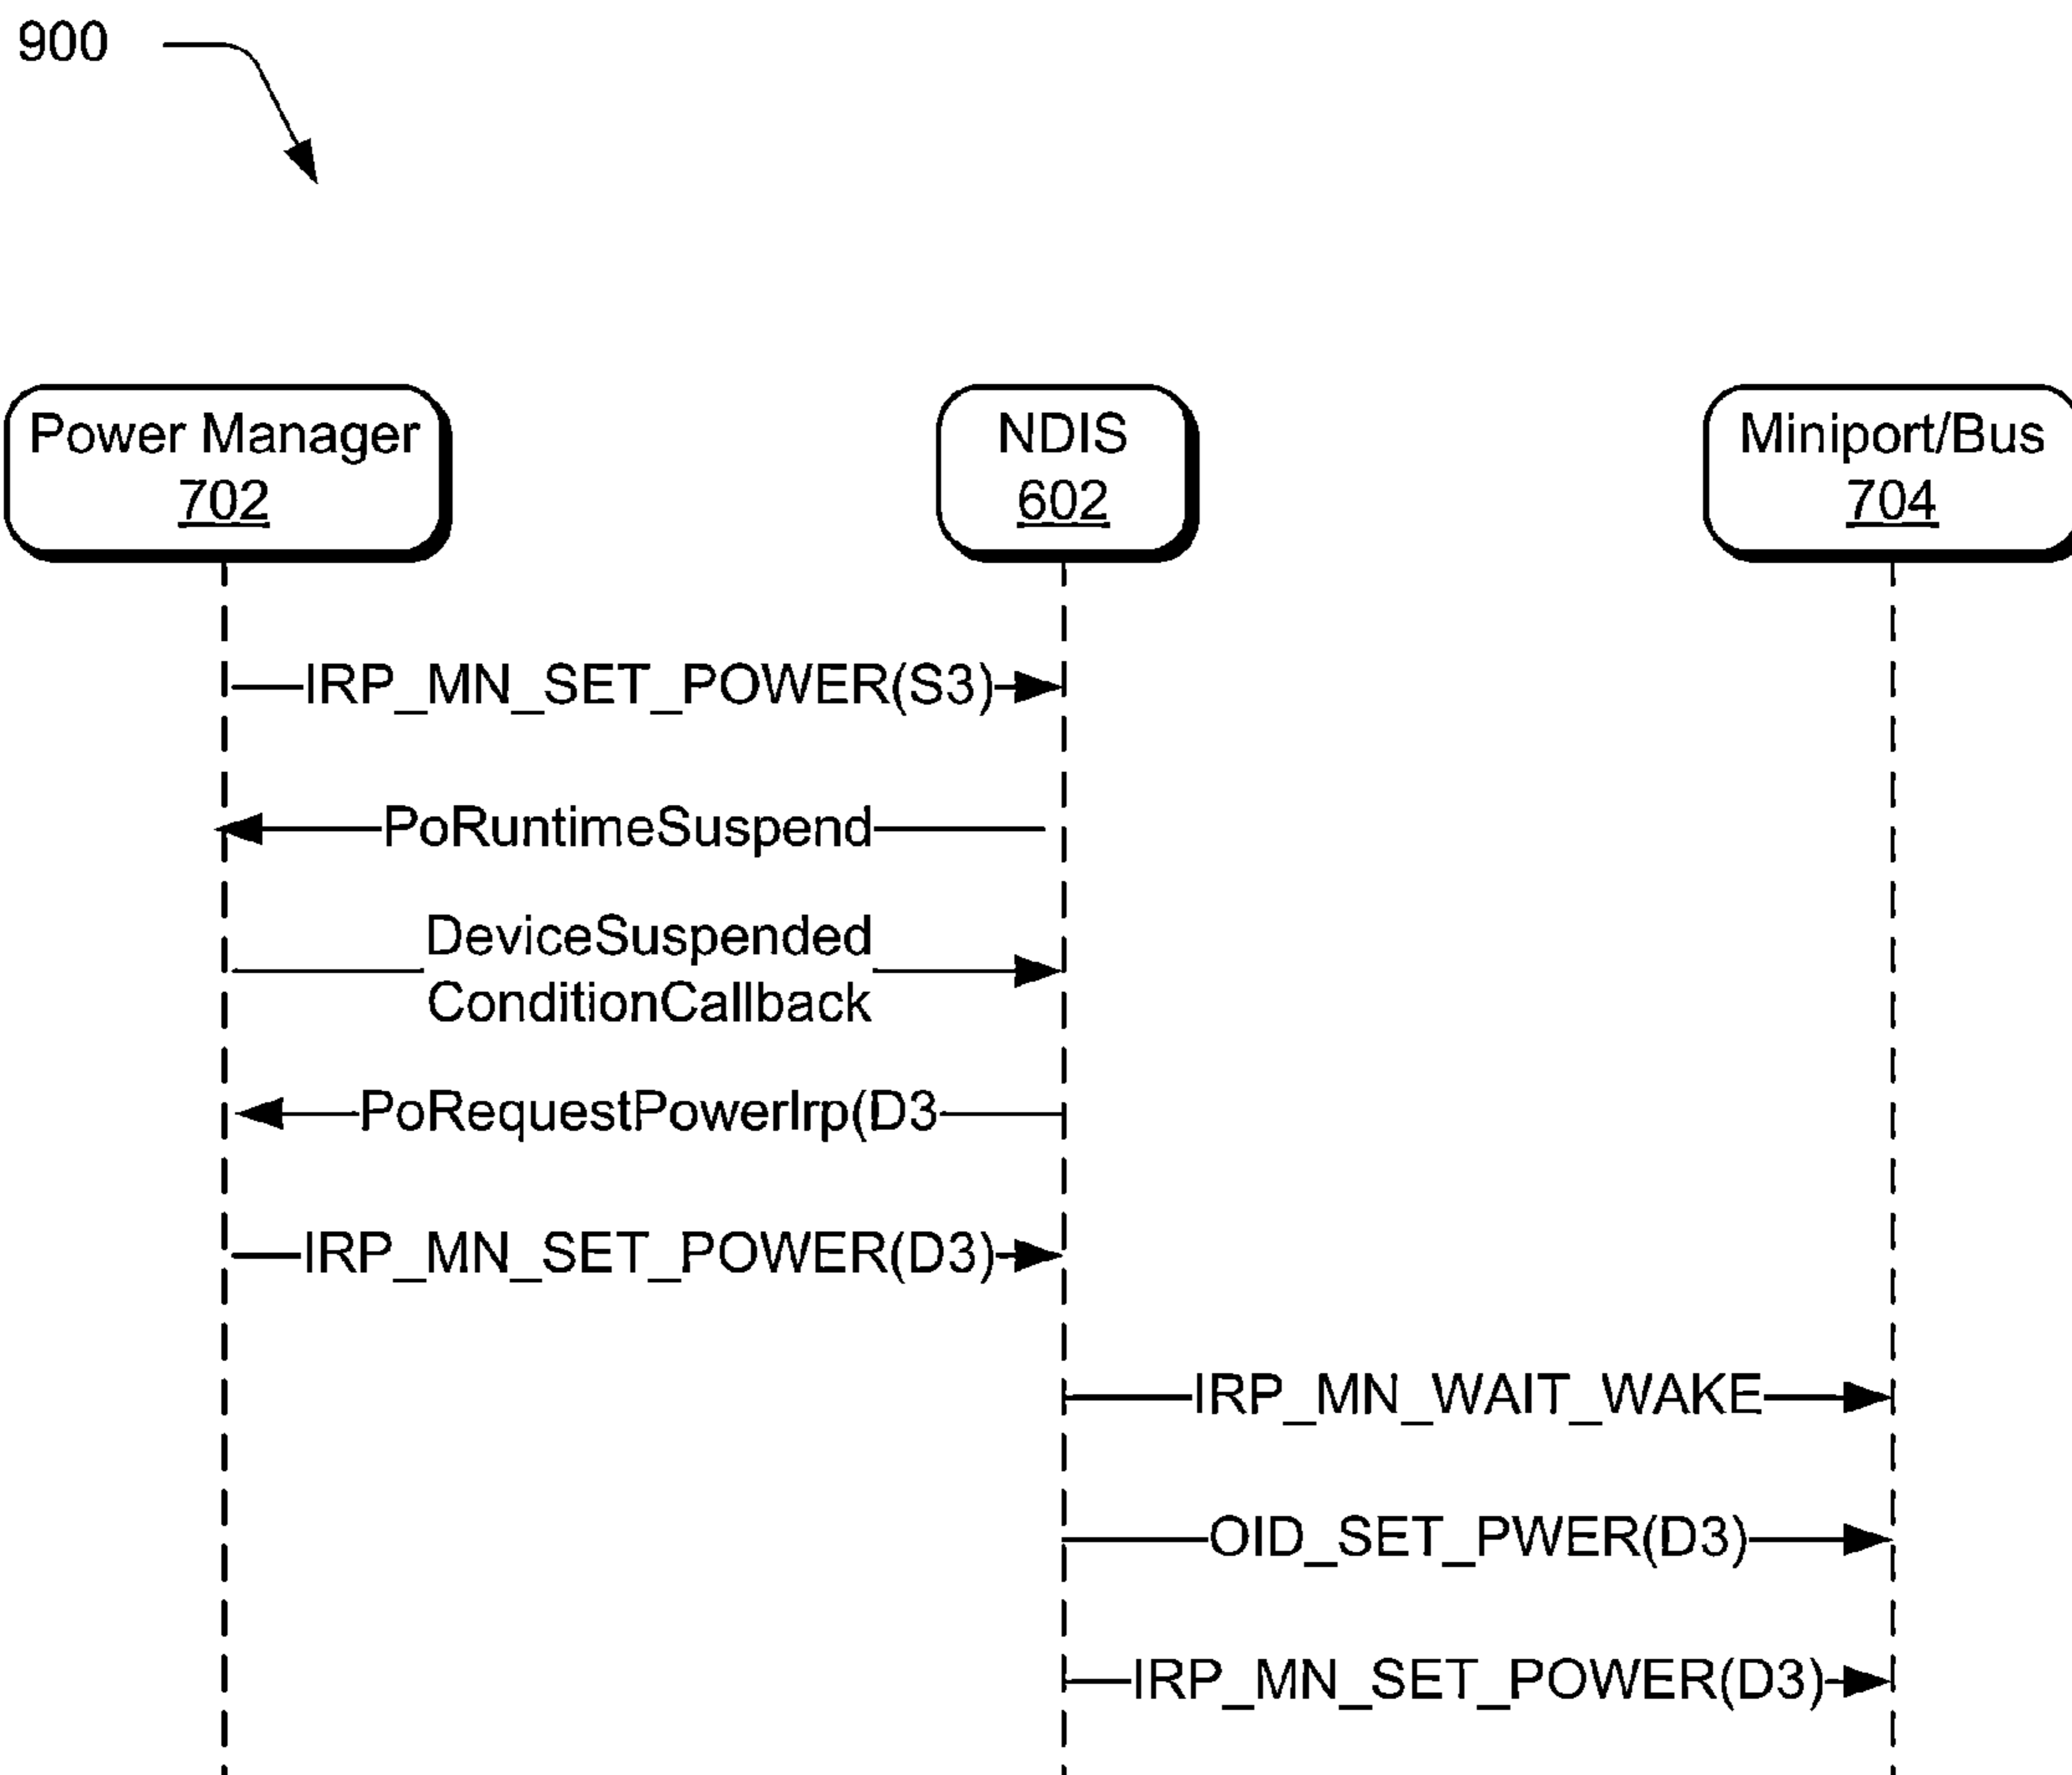 900
Power Manager
702
NDIS
602
Miniport/Bus
704
IRP_MN_SET_POWER(S3)
PoRuntimeSuspend
DeviceSuspended
ConditionCallback
PoRequestPowerIrp(D3
IRP_MN_SET_POWER(D3)
IRP_MN_WAIT_WAKE
OID_SET_PWER(D3)
IRP_MN_SET_POWER(D3)